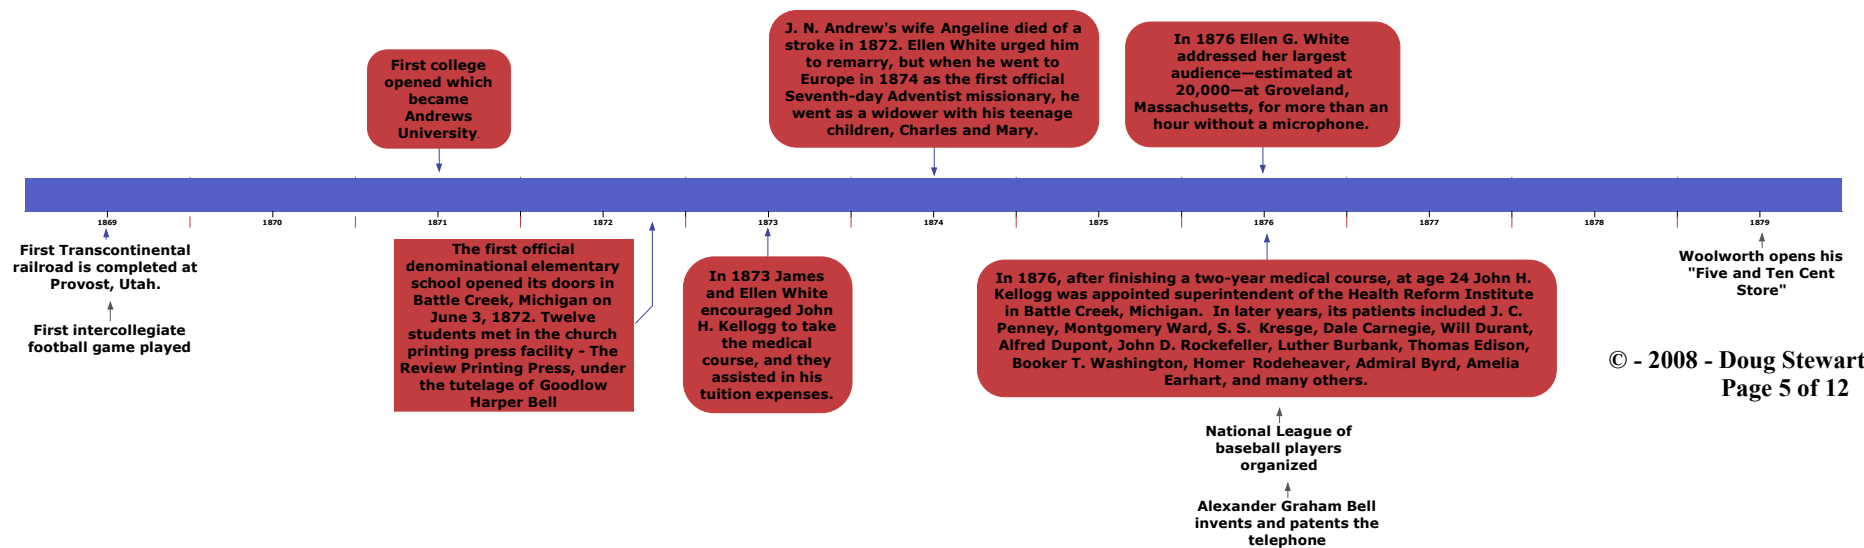 First college
opened which
became
Andrews
University.
J. N. Andrew's wife Angeline died of a
stroke in 1872. Ellen White urged him
to remarry, but when he went to
Europe in 1874 as the first official
Seventh-day Adventist missionary, he
went as a widower with his teenage
children, Charles and Mary.
In 1876 Ellen G. White
addressed her largest
audience—estimated at
20,000—at Groveland,
Massachusetts, for more than an
hour without a microphone.
1869
1870
1871
1872
1873
1874
1875
1876
1877
1878
1879
First Transcontinental
railroad is completed at
Provost, Utah.
First intercollegiate
football game played
The first official
denominational elementary
school opened its doors in
Battle Creek, Michigan on
June 3, 1872. Twelve
students met in the church
printing press facility - The
Review Printing Press, under
the tutelage of Goodlow
Harper Bell
In 1873 James
and Ellen White
encouraged John
H. Kellogg to take
the medical
course, and they
assisted in his
tuition expenses.
In 1876, after finishing a two-year medical course, at age 24 John H.
Kellogg was appointed superintendent of the Health Reform Institute
in Battle Creek, Michigan. In later years, its patients included J. C.
Penney, Montgomery Ward, S. S. Kresge, Dale Carnegie, Will Durant,
Alfred Dupont, John D. Rockefeller, Luther Burbank, Thomas Edison,
Booker T. Washington, Homer Rodeheaver, Admiral Byrd, Amelia
Earhart, and many others.
National League of
baseball players
organized
Alexander Graham Bell
invents and patents the
telephone
Woolworth opens his
"Five and Ten Cent
Store"
© - 2008 - Doug Stewart
Page 5 of 12